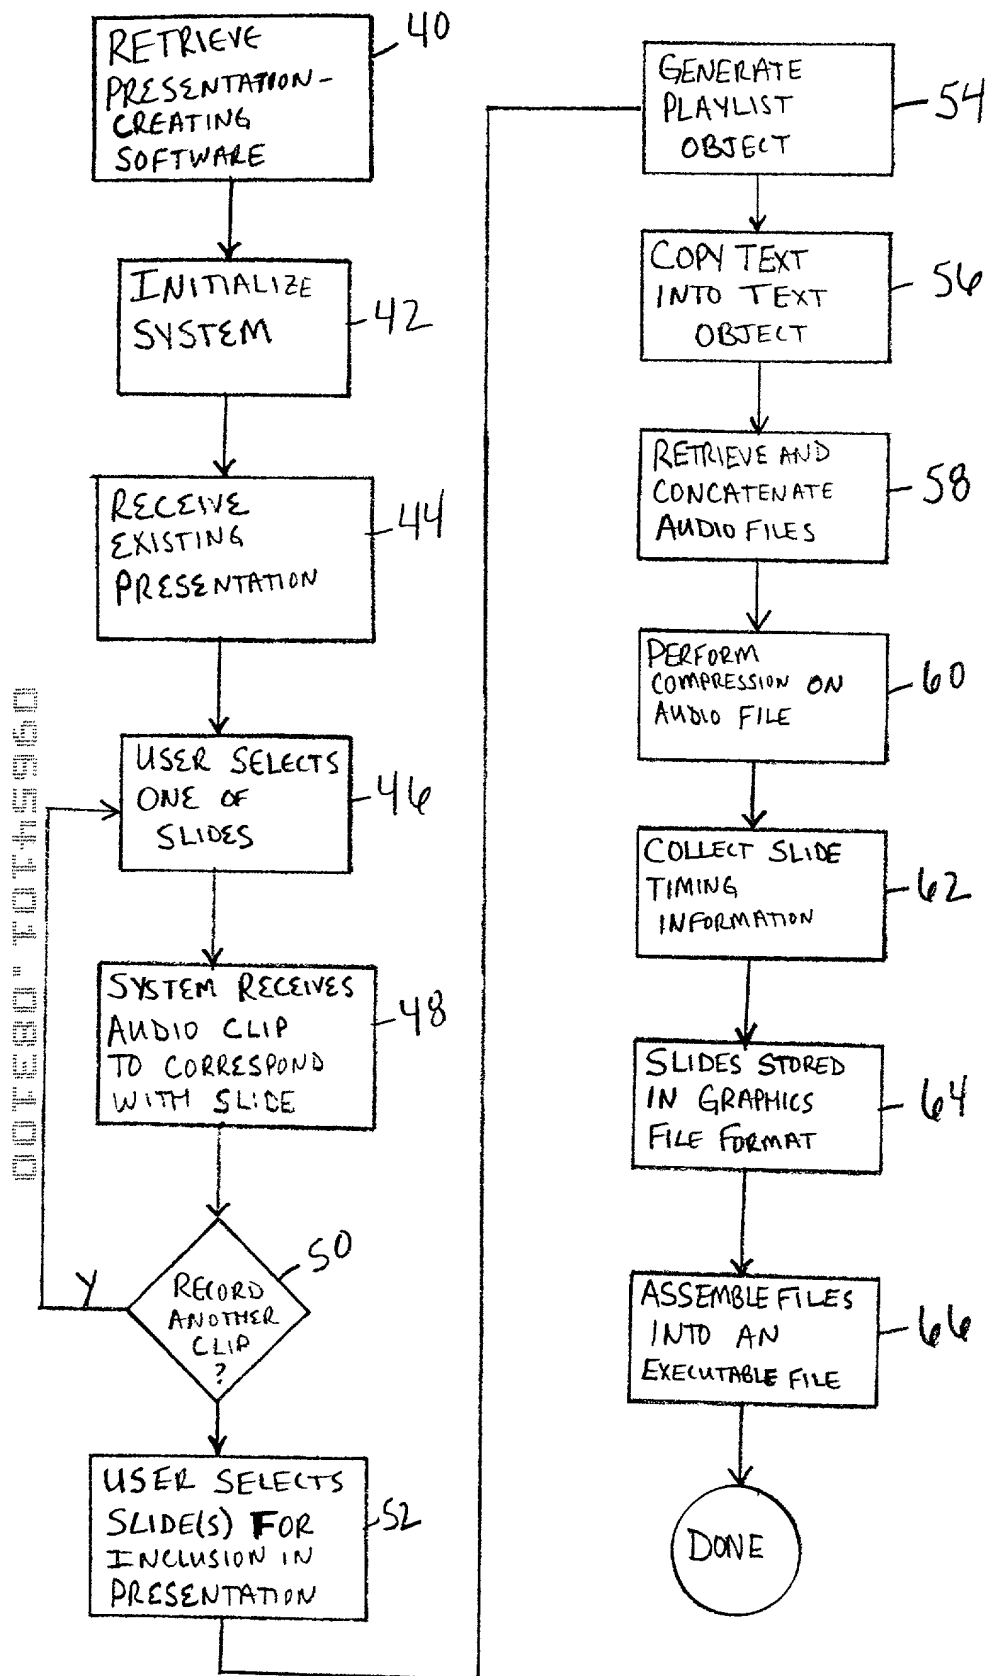 RETRIEVE
PRESENTATION-
CREATING
SOFTWARE
40
INITIALIZE
SYSTEM
42
RECEIVE
EXISTING
PRESENTATION
44
USER SELECTS
ONE OF
SLIDES
46
SYSTEM RECEIVES
AUDIO CLIP
TO CORRESPOND
WITH SLIDE
48
RECORD
ANOTHER
CLIP
?
50
Y
USER SELECTS
SLIDE(S) FOR
INCLUSION IN
PRESENTATION
52
GENERATE
PLAYLIST
OBJECT
54
COPY TEXT
INTO TEXT
OBJECT
56
RETRIEVE AND
CONCATENATE
AUDIO FILES
58
PERFORM
COMPRESSION ON
AUDIO FILE
60
COLLECT SLIDE
TIMING
INFORMATION
62
SLIDES STORED
IN GRAPHICS
FILE FORMAT
64
ASSEMBLE FILES
INTO AN
EXECUTABLE FILE
66
DONE